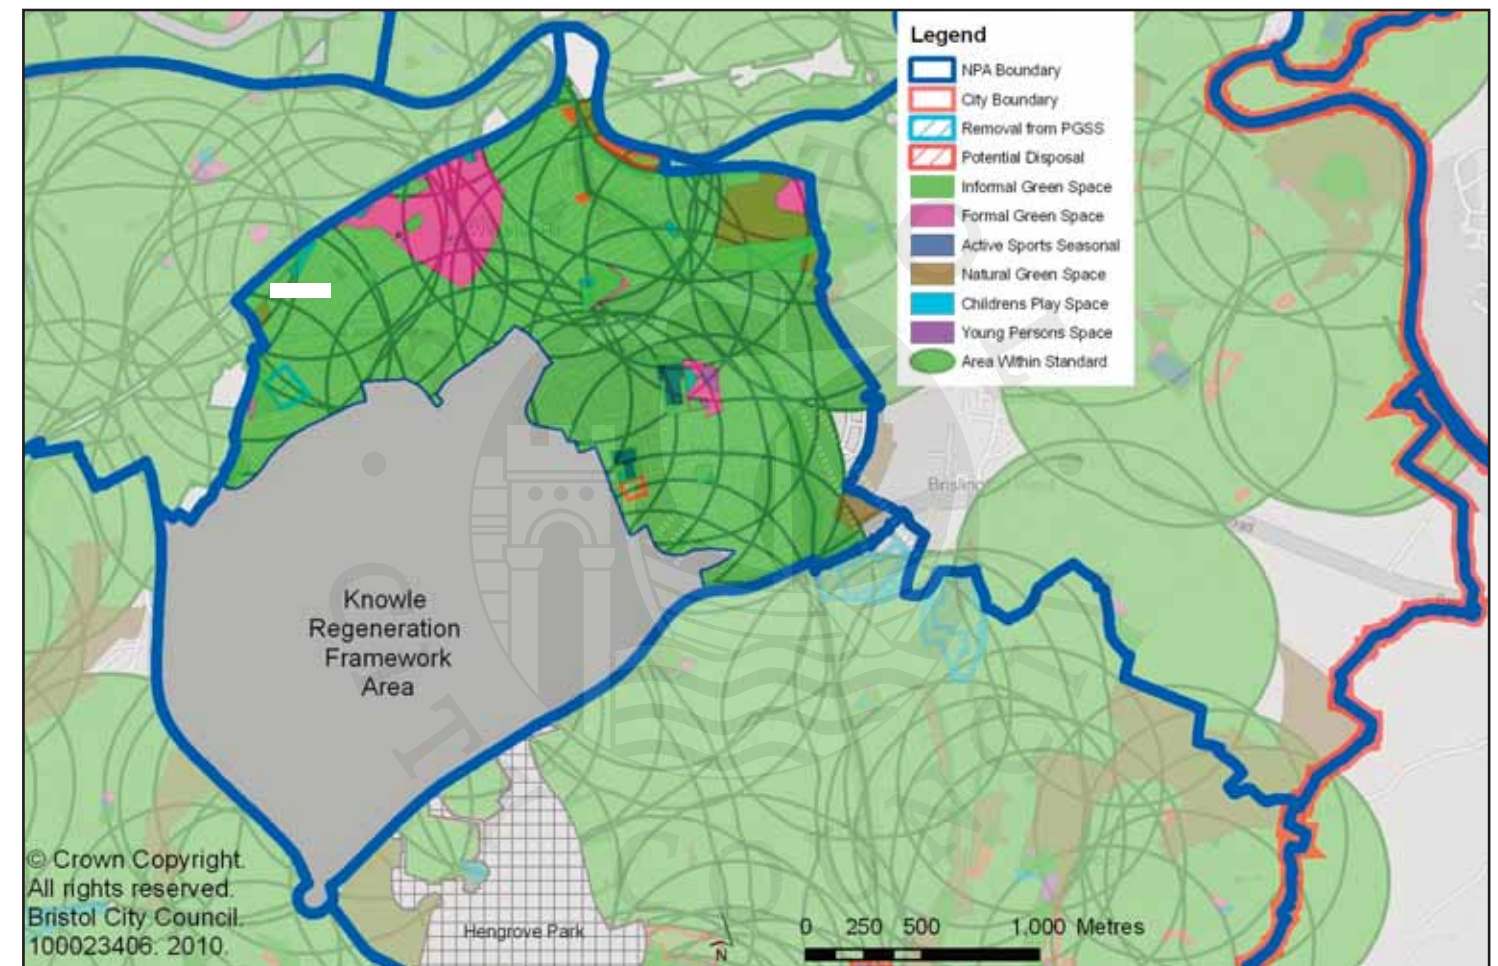 Legend
NPA Boundary
City Boundary
Removal from PGSS
Potential Disposal
Informal Green Space
Formal Green Space
Active Sports Seasonal
Natural Green Space
Childrens Play Space
Young Persons Space
Area Within Standard
Knowle
Regeneration
Framework
Area
© Crown Copyright.
All rights reserved.
Bristol City Council.
100023406. 2010.
Hengrove Park
0 250 500 1,000 Metres
N